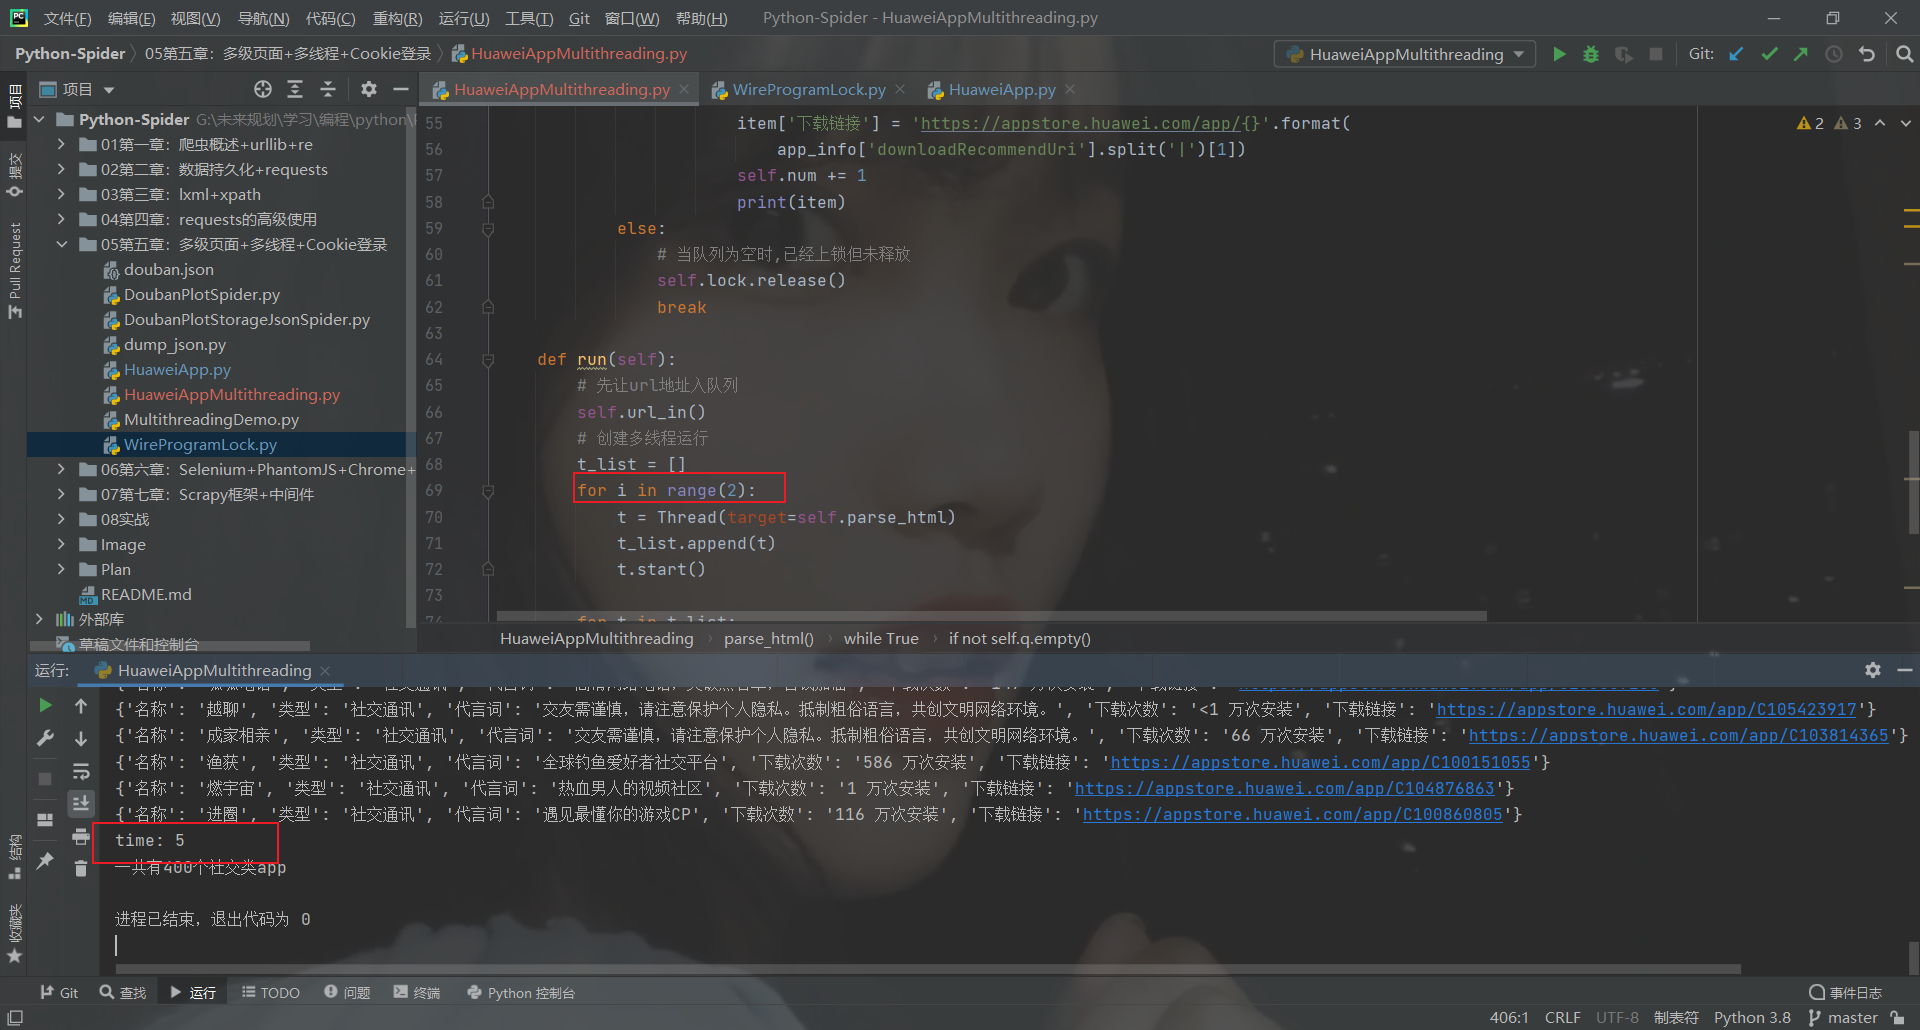 文件(F) 编辑(E) 视图(V) 导航(N) 代码(C) 重构(R) 运行(U) 工具(T) Git 窗口(W) 帮助(H) Python-Spider - HuaweiAppMultithreading.py
Python-Spider 05第五章：多级页面+多线程+Cookie登录 HuaweiAppMultithreading.py HuaweiAppMultithreading Git:
项目
HuaweiAppMultithreading.py WireProgramLock.py HuaweiApp.py
项目
提交
Pull Request
Python-Spider G:\未来规划\学习\编程\python\
01第一章：爬虫概述+urllib+re
02第二章：数据持久化+requests
03第三章：lxml+xpath
04第四章：requests的高级使用
05第五章：多级页面+多线程+Cookie登录
douban.json
DoubanPlotSpider.py
DoubanPlotStorageJsonSpider.py
dump_json.py
HuaweiApp.py
HuaweiAppMultithreading.py
MultithreadingDemo.py
WireProgramLock.py
06第六章：Selenium+PhantomJS+Chrome+
07第七章：Scrapy框架+中间件
08实战
Image
Plan
README.md
外部库
草稿文件和控制台
2 3
55 item['下载链接'] = 'https://appstore.huawei.com/app/{}'.format(
56 app_info['downloadRecommendUri'].split('|')[1])
57 self.num += 1
58 print(item)
59 else:
60 # 当队列为空时,已经上锁但未释放
61 self.lock.release()
62 break
63
64 def run(self):
65 # 先让url地址入队列
66 self.url_in()
67 # 创建多线程运行
68 t_list = []
69 for i in range(2):
70 t = Thread(target=self.parse_html)
71 t_list.append(t)
72 t.start()
73
74 for t in t_list:
HuaweiAppMultithreading parse_html() while True if not self.q.empty()
运行: HuaweiAppMultithreading
{'名称': '越聊', '类型': '社交通讯', '代言词': '交友需谨慎，请注意保护个人隐私。抵制粗俗语言，共创文明网络环境。', '下载次数': '<1 万次安装', '下载链接': 'https://appstore.huawei.com/app/C105423917'}
{'名称': '成家相亲', '类型': '社交通讯', '代言词': '交友需谨慎，请注意保护个人隐私。抵制粗俗语言，共创文明网络环境。', '下载次数': '66 万次安装', '下载链接': 'https://appstore.huawei.com/app/C103814365'}
{'名称': '渔获', '类型': '社交通讯', '代言词': '全球钓鱼爱好者社交平台', '下载次数': '586 万次安装', '下载链接': 'https://appstore.huawei.com/app/C100151055'}
{'名称': '燃宇宙', '类型': '社交通讯', '代言词': '热血男人的视频社区', '下载次数': '1 万次安装', '下载链接': 'https://appstore.huawei.com/app/C104876863'}
{'名称': '进圈', '类型': '社交通讯', '代言词': '遇见最懂你的游戏CP', '下载次数': '116 万次安装', '下载链接': 'https://appstore.huawei.com/app/C100860805'}
time: 5
一共有400个社交类app
进程已结束，退出代码为 0
结构
收藏夹
Git 查找 运行 TODO 问题 终端 Python 控制台 事件日志
406:1 CRLF UTF-8 制表符 Python 3.8 master